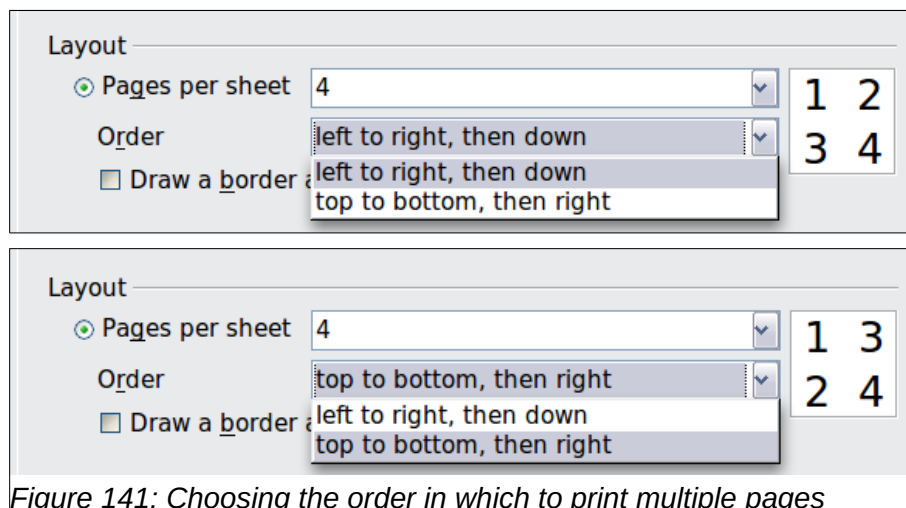 Layout
Pages per sheet 4
1 2
Order left to right, then down
3 4
left to right, then down
Draw a border
top to bottom, then right
Layout
Pages per sheet 4
1 3
Order top to bottom, then right
2 4
left to right, then down
Draw a border
top to bottom, then right
Figure 141: Choosing the order in which to print multiple pages